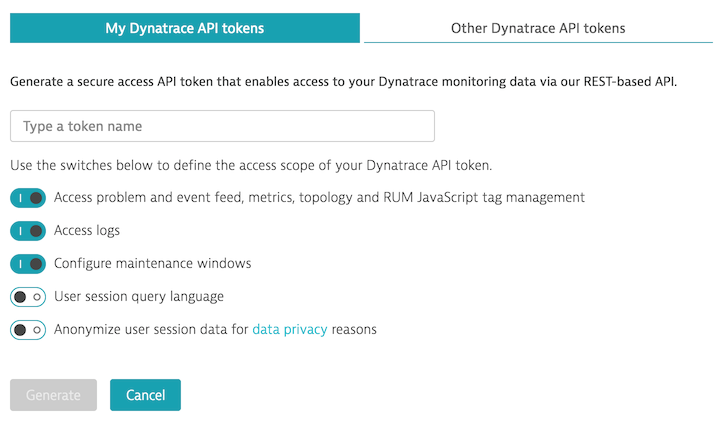 My Dynatrace API tokens
Other Dynatrace API tokens
Generate a secure access API token that enables access to your Dynatrace monitoring data via our REST-based API.
Type a token name
Use the switches below to define the access scope of your Dynatrace API token.
Access problem and event feed, metrics, topology and RUM JavaScript tag management
Access logs
Configure maintenance windows
User session query language
Anonymize user session data for data privacy reasons
Generate
Cancel